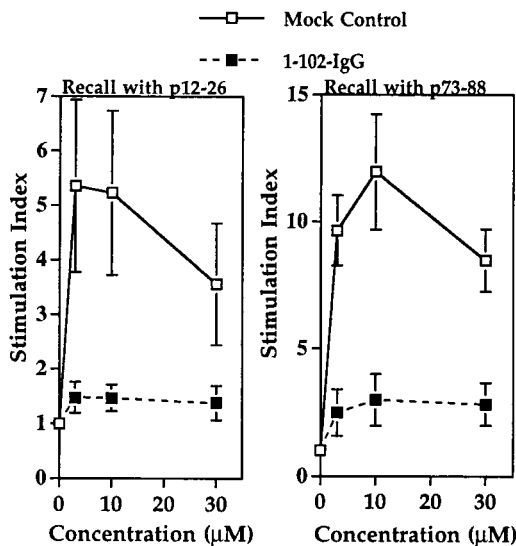 Mock Control
1-102-IgG
Recall with p12-26
Recall with p73-88
Stimulation Index
7
6
5
4
3
2
1
0
0
10
20
30
Concentration (µM)
Stimulation Index
15
10
5
0
0
10
20
30
Concentration (µM)